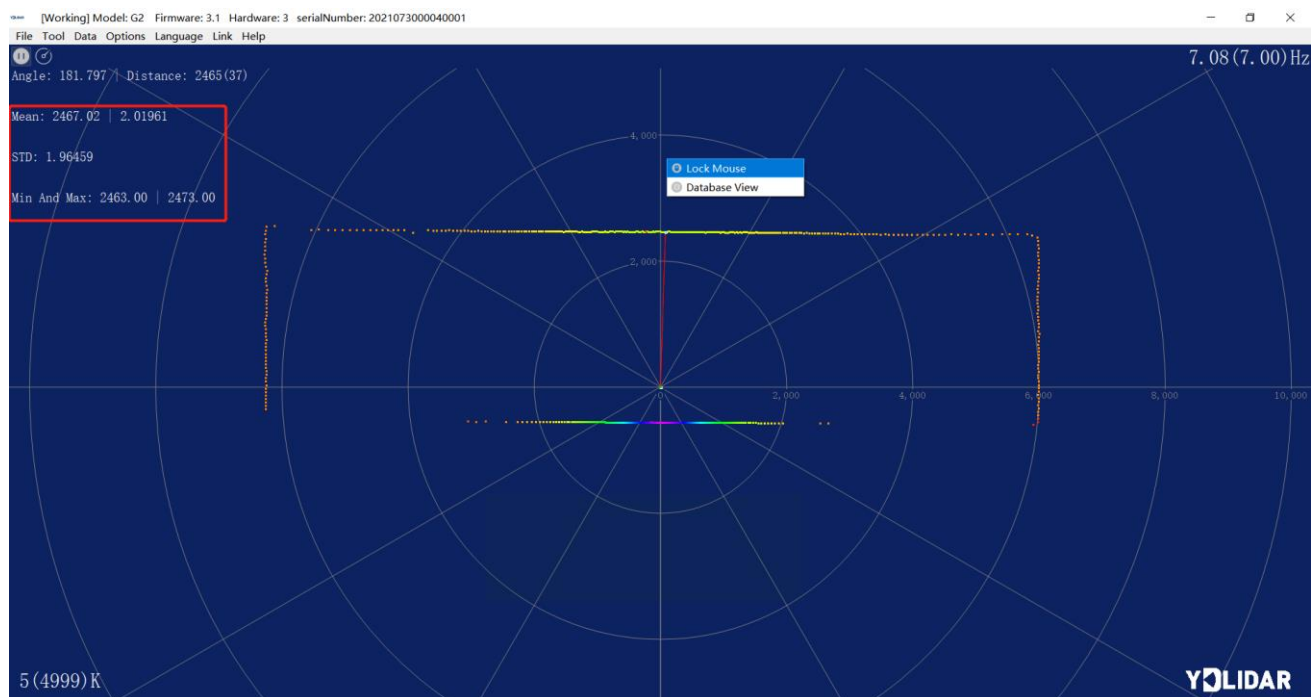 [Working] Model: G2 Firmware: 3.1 Hardware: 3 serialNumber: 2021073000040001
File Tool Data Options Language Link Help
7.08(7.00)Hz
Angle: 181.797 | Distance: 2465(37)
Mean: 2467.02 | 2.01961
STD: 1.96459
Min And Max: 2463.00 | 2473.00
4,000
Lock Mouse
Database View
2,000
0 2,000 4,000 6,000 8,000 10,000
5(4999)K
YDLIDAR